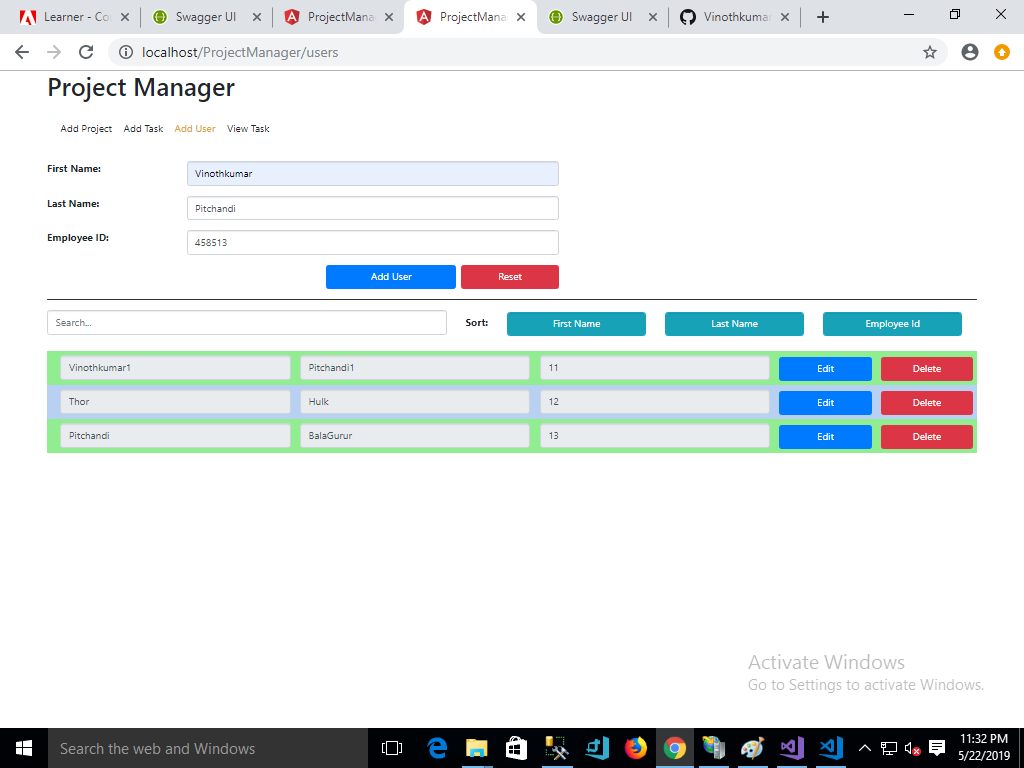 Learner - Co
Swagger UI
ProjectMana
ProjectMana
Swagger UI
Vinothkumar
localhost/ProjectManager/users
Project Manager
Add Project Add Task Add User View Task
First Name: Vinothkumar
Last Name: Pitchandi
Employee ID: 458513
Add User Reset
Search... Sort: First Name Last Name Employee Id
Vinothkumar1 Pitchandi1 11 Edit Delete
Thor Hulk 12 Edit Delete
Pitchandi BalaGurur 13 Edit Delete
Activate Windows
Go to Settings to activate Windows.
Search the web and Windows
11:32 PM
5/22/2019